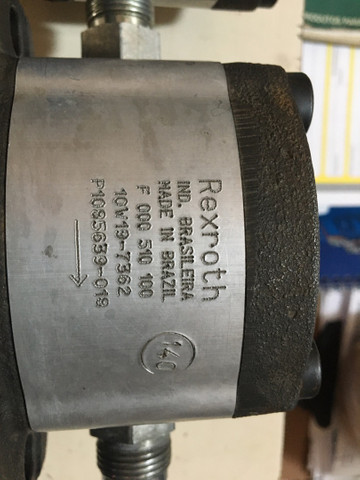 Rexroth
IND. BRASILEIRA
MADE IN BRAZIL
F 000 510 100
10W19-7362
P1085639-018
140